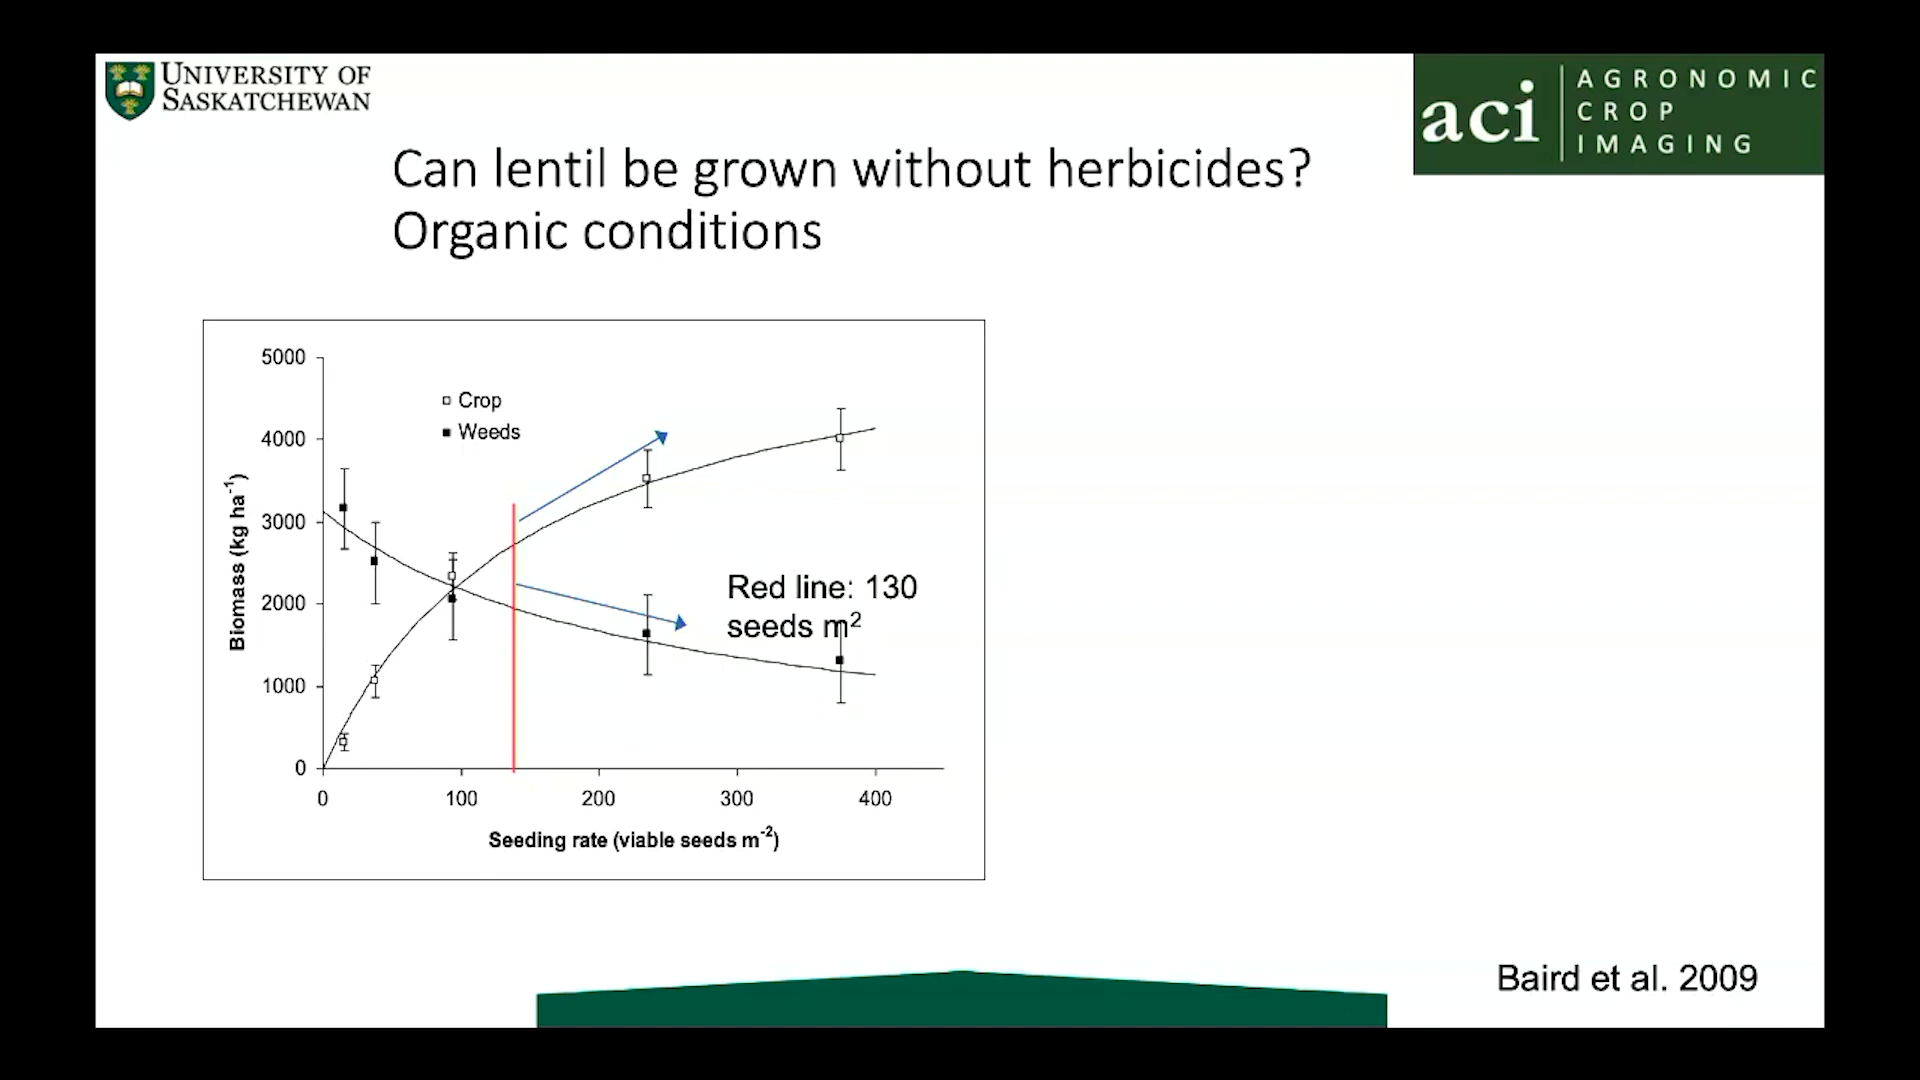 UNIVERSITY OF
SASKATCHEWAN
aci
AGRONOMIC
CROP
IMAGING
Can lentil be grown without herbicides?
Organic conditions
5000
4000
3000
2000
1000
0
Biomass (kg ha⁻¹)
Crop
Weeds
Red line: 130
seeds m²
0 100 200 300 400
Seeding rate (viable seeds m⁻²)
Baird et al. 2009